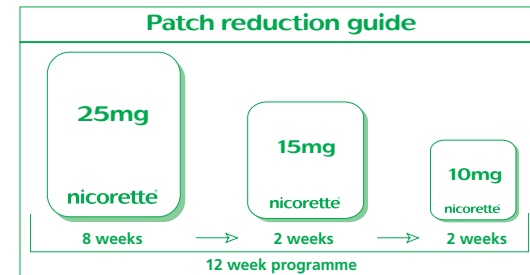 Patch reduction guide
25mg
nicorette®
15mg
nicorette®
10mg
nicorette®
8 weeks
2 weeks
2 weeks
12 week programme